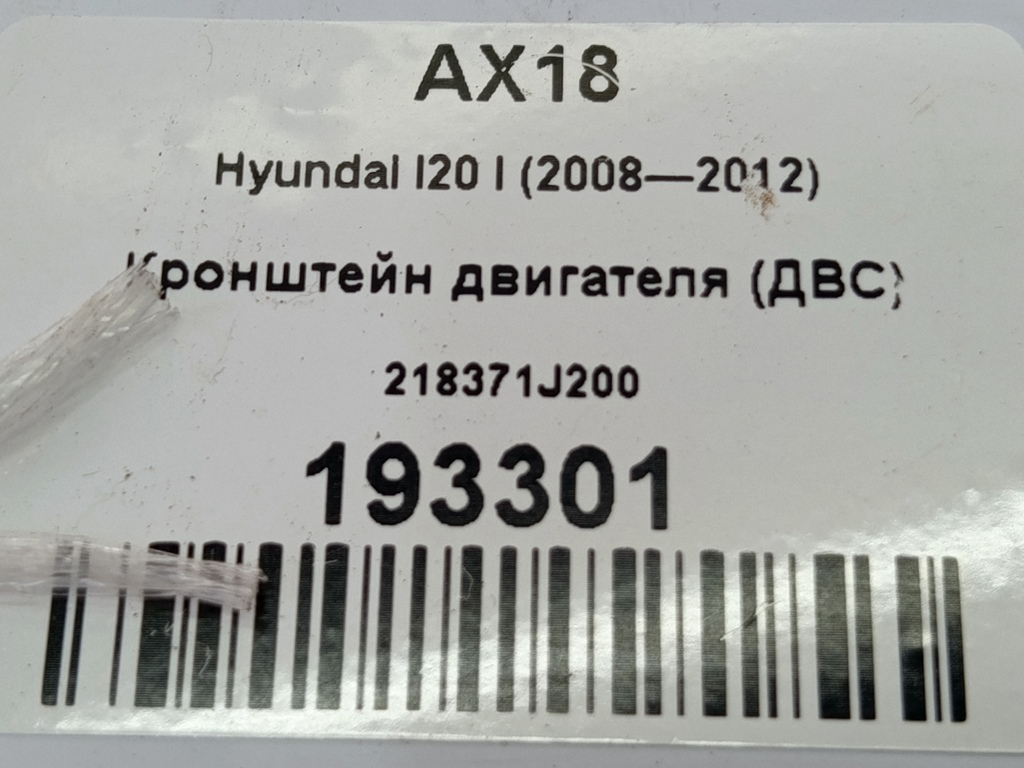 AX18
Hyundai I20 I (2008—2012)
Кронштейн двигателя (ДВС)
218371J200
193301